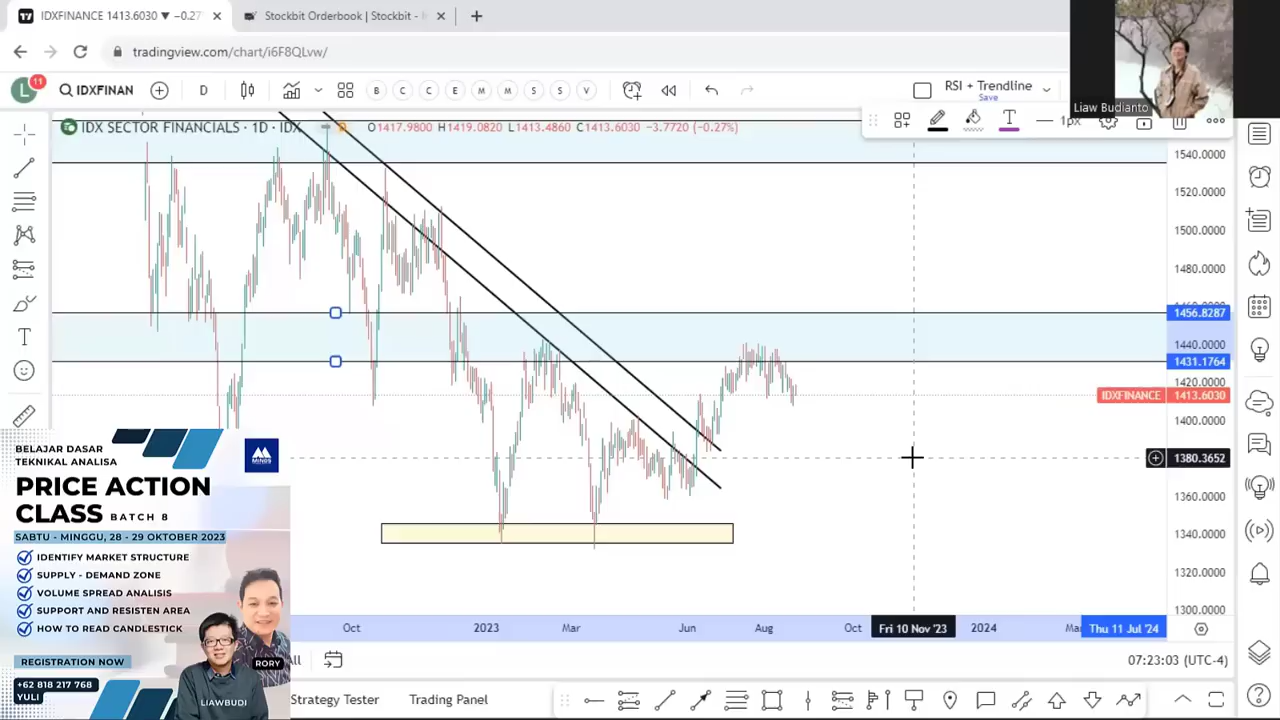 IDXFINANCE 1413.6030 ▼ −0.27
Stockbit Orderbook | Stockbit -
tradingview.com/chart/i6F8QLvw/
L
11
IDXFINAN
D
B C C E M M S S V
RSI + Trendline
Save
Liaw Budianto
T
1px
IDX SECTOR FINANCIALS · 1D · IDX
D
O1417.9800 H1419.0820 L1413.4860 C1413.6030 −3.7720 (−0.27%)
1540.0000
1520.0000
1500.0000
1480.0000
1456.8287
1440.0000
1431.1764
1420.0000
IDXFINANCE 1413.6030
1400.0000
1380.3652
1360.0000
1340.0000
1320.0000
1300.0000
T
BELAJAR DASAR
TEKNIKAL ANALISA
MINDS
PRICE ACTION
CLASS BATCH 8
SABTU - MINGGU, 28 - 29 OKTOBER 2023
IDENTIFY MARKET STRUCTURE
SUPPLY - DEMAND ZONE
VOLUME SPREAD ANALISIS
SUPPORT AND RESISTEN AREA
HOW TO READ CANDLESTICK
REGISTRATION NOW
+62 818 217 768
YULI
RORY
LIAWBUDI
Oct 2023 Mar Jun Aug Oct Fri 10 Nov '23 2024 Thu 11 Jul '24
07:23:03 (UTC-4)
Strategy Tester
Trading Panel